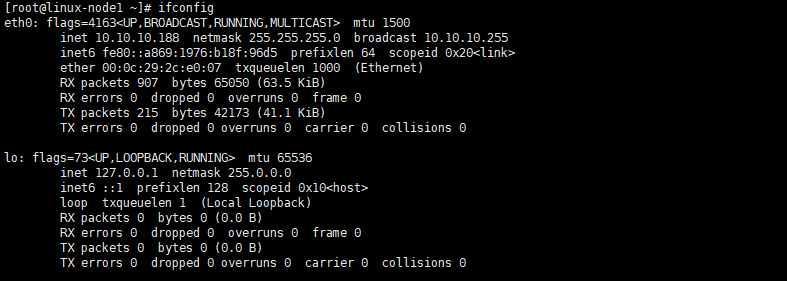 [root@linux-node1 ~]# ifconfig
eth0: flags=4163<UP,BROADCAST,RUNNING,MULTICAST>  mtu 1500
        inet 10.10.10.188  netmask 255.255.255.0  broadcast 10.10.10.255
        inet6 fe80::a869:1976:b18f:96d5  prefixlen 64  scopeid 0x20<link>
        ether 00:0c:29:2c:e0:07  txqueuelen 1000  (Ethernet)
        RX packets 907  bytes 65050 (63.5 KiB)
        RX errors 0  dropped 0  overruns 0  frame 0
        TX packets 215  bytes 42173 (41.1 KiB)
        TX errors 0  dropped 0 overruns 0  carrier 0  collisions 0

lo: flags=73<UP,LOOPBACK,RUNNING>  mtu 65536
        inet 127.0.0.1  netmask 255.0.0.0
        inet6 ::1  prefixlen 128  scopeid 0x10<host>
        loop  txqueuelen 1  (Local Loopback)
        RX packets 0  bytes 0 (0.0 B)
        RX errors 0  dropped 0  overruns 0  frame 0
        TX packets 0  bytes 0 (0.0 B)
        TX errors 0  dropped 0 overruns 0  carrier 0  collisions 0